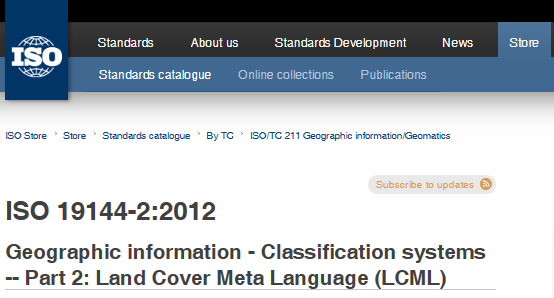 ISO
Standards About us Standards Development News Store
Standards catalogue Online collections Publications
ISO Store › Store › Standards catalogue › By TC › ISO/TC 211 Geographic information/Geomatics
Subscribe to updates
ISO 19144-2:2012
Geographic information - Classification systems
-- Part 2: Land Cover Meta Language (LCML)